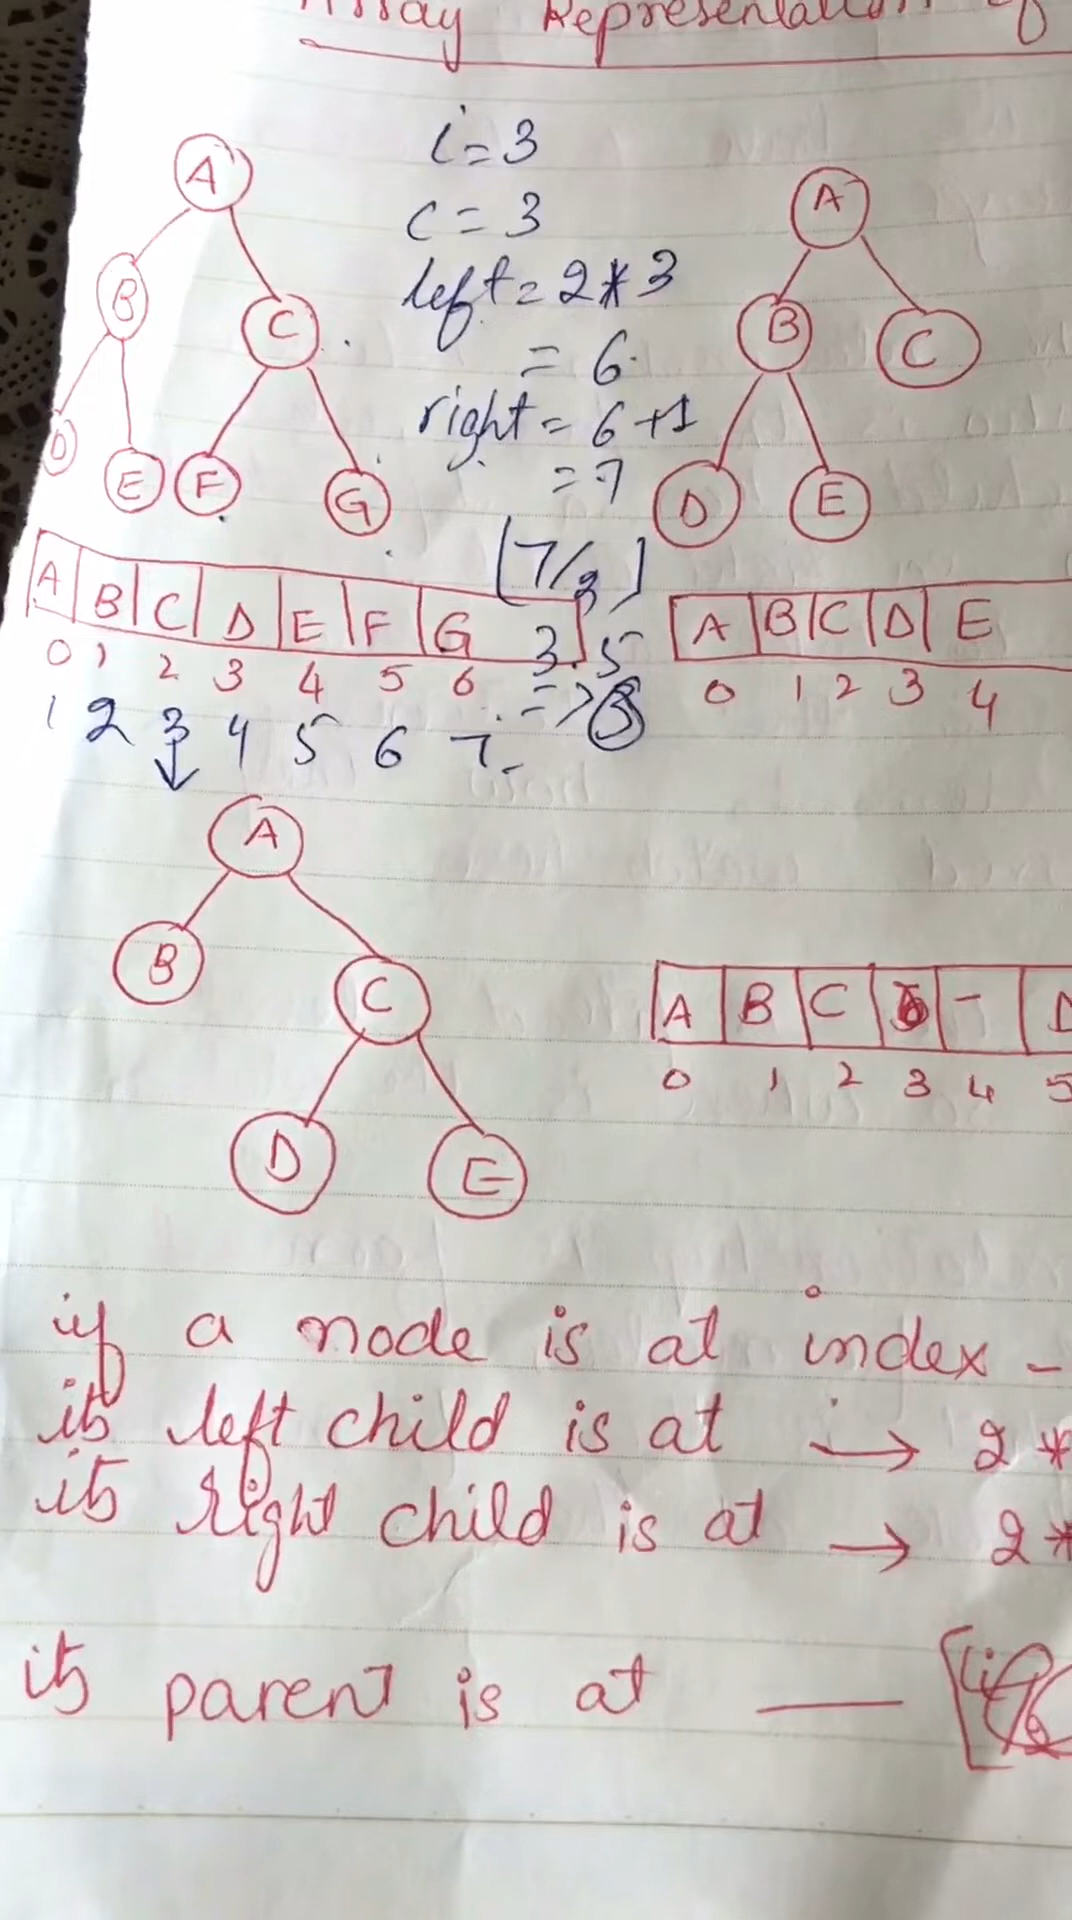 Array Representation of
A
B
C
D
E
F
G
i=3
C=3
left=2*3
=6
right=6+1
=7
[7/2]
3.5
=>3
A
B
C
D
E
A B C D E F G
0 1 2 3 4 5 6
1 2 3 4 5 6 7
A B C D E
0 1 2 3 4
A
B
C
D
E
A B C - D
0 1 2 3 4 5
if a node is at index -
its left child is at → 2*
its right child is at → 2*
its parent is at — [